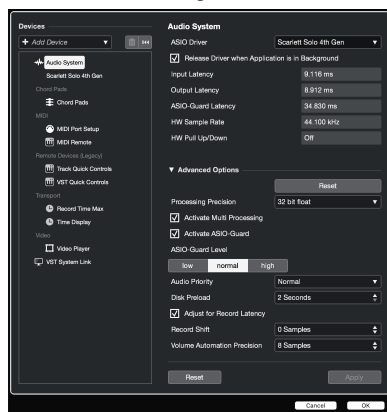 Devices
+ Add Device
Audio System
Scarlett Solo 4th Gen
Chord Pads
Chord Pads
MIDI
MIDI Port Setup
MIDI Remote
Remote Devices (Legacy)
Track Quick Controls
VST Quick Controls
Transport
Record Time Max
Time Display
Video
Video Player
VST System Link
Audio System
ASIO Driver Scarlett Solo 4th Gen
Release Driver when Application is in Background
Input Latency 9.116 ms
Output Latency 8.912 ms
ASIO-Guard Latency 34.830 ms
HW Sample Rate 44.100 kHz
HW Pull Up/Down Off
Advanced Options
Reset
Processing Precision 32 bit float
Activate Multi Processing
Activate ASIO-Guard
ASIO-Guard Level
low normal high
Audio Priority Normal
Disk Preload 2 Seconds
Adjust for Record Latency
Record Shift 0 Samples
Volume Automation Precision 8 Samples
Reset Apply
Cancel OK